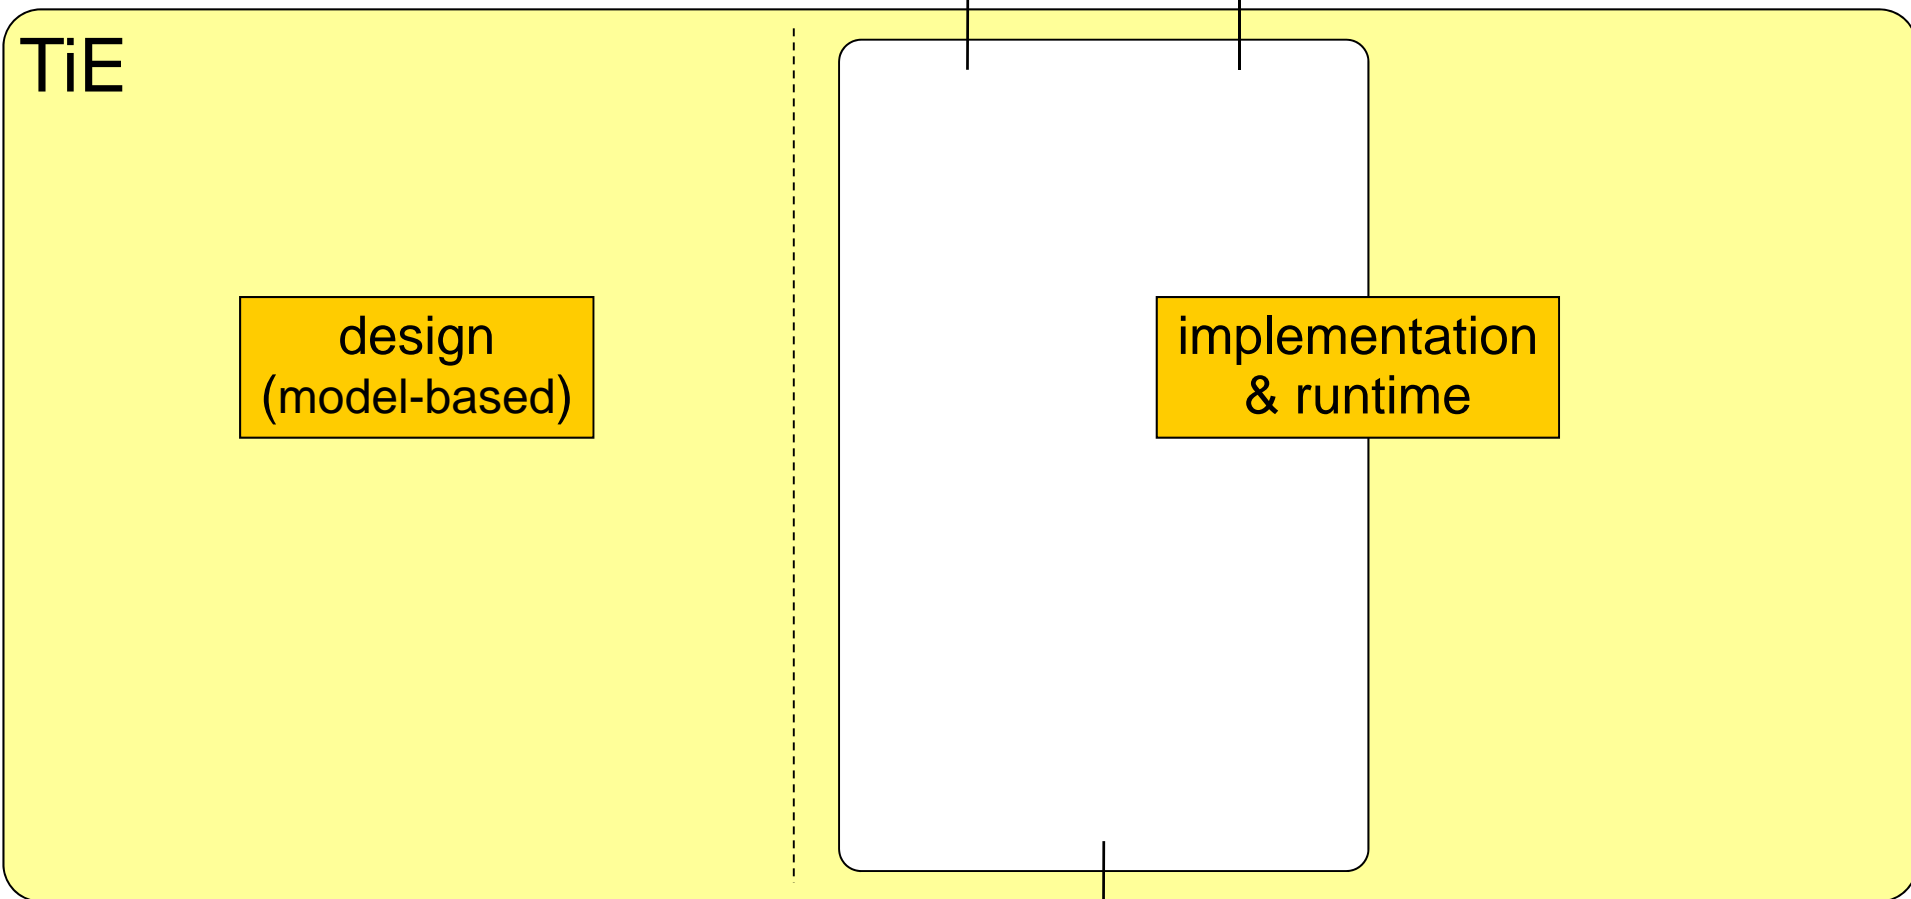 TiE
design
(model-based)
implementation
& runtime